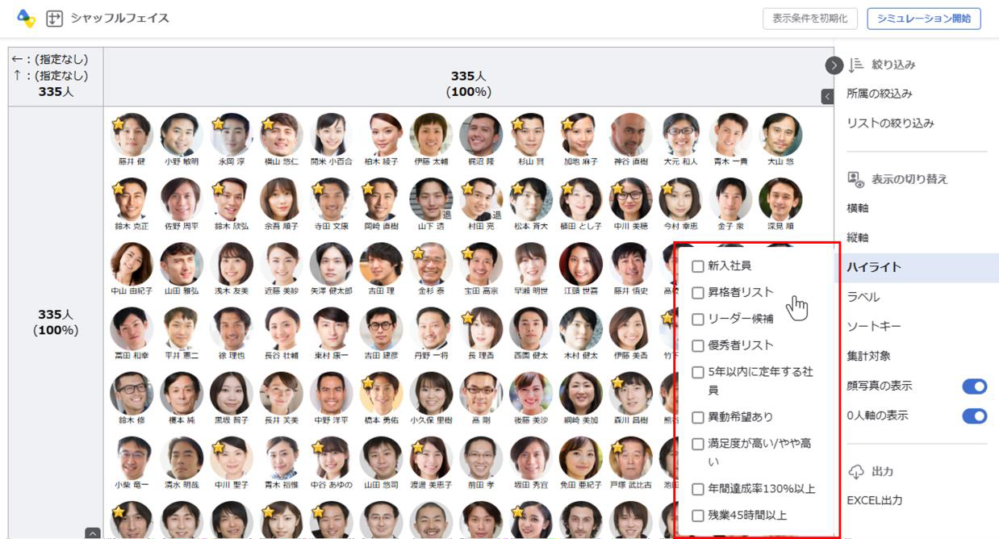 シャッフルフェイス
表示条件を初期化
シミュレーション開始
←：(指定なし)
↑：(指定なし)
335人
335人
(100%)
335人
(100%)
藤井 健 小野 敏明 永岡 淳 横山 悠仁 間米 小百合 柏木 綾子 伊藤 太輔 梶沼 隆 杉山 賢 加地 麻子 神谷 直樹 大元 和人 青木 一貴 大山 悠
退 退
鈴木 克正 佐野 周平 鈴木 欣弘 余吾 順子 寺田 文康 岡崎 直樹 山下 透 村田 亮 松本 斉大 植田 とし子 中川 美穂 今村 幸恵 金子 衆 深見 順
中山 由紀子 山田 雅弘 浅木 友美 近藤 美紗 矢澤 健太郎 吉田 理 金杉 泰 宝田 高宗 早瀬 明世 江頭 世喜 藤井 悟史
冨田 和幸 平井 憲二 徐 理也 長谷 壮輔 東村 康一 吉田 建彦 丹野 一将 長 理香 西園 健太 木村 健太 伊藤 美香 竹下
鈴木 修 榎本 純 黒坂 智子 長井 芙美 中野 洋平 橋本 勇佑 小久保 里樹 高 剛 後藤 美沙 綱崎 美加 森川 昌樹 熊谷
小柴 竜一 清水 明哉 中川 聖子 青木 裕惟 中谷 あゆの 山田 悠司 渡邊 美恵子 前田 孝 坂田 秀宜 免田 亜紀子 戸塚 武比古 池田
新入社員
昇格者リスト
リーダー候補
優秀者リスト
5年以内に定年する社
員
異動希望あり
満足度が高い/やや高
い
年間達成率130%以上
残業45時間以上
絞り込み
所属の絞込み
リストの絞り込み
表示の切り替え
横軸
縦軸
ハイライト
ラベル
ソートキー
集計対象
顔写真の表示
0人軸の表示
出力
EXCEL出力